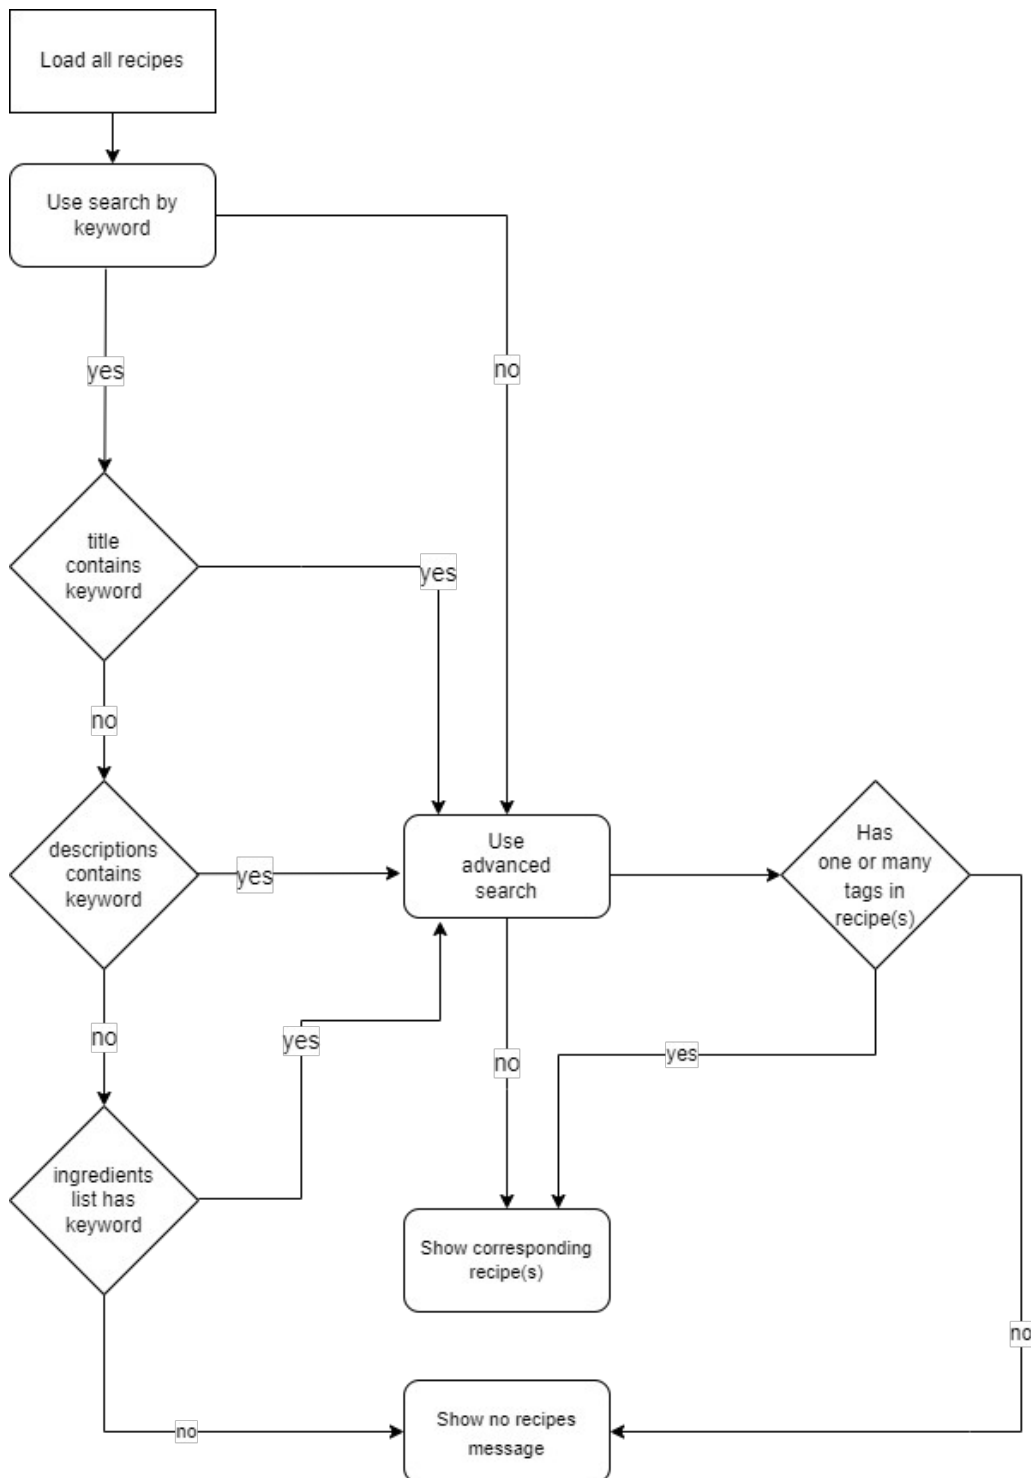 Load all recipes
Use search by
keyword
yes
no
title
contains
keyword
yes
no
descriptions
contains
keyword
yes
Use
advanced
search
Has
one or many
tags in
recipe(s)
no
yes
no
yes
ingredients
list has
keyword
Show corresponding
recipe(s)
no
no
Show no recipes
message